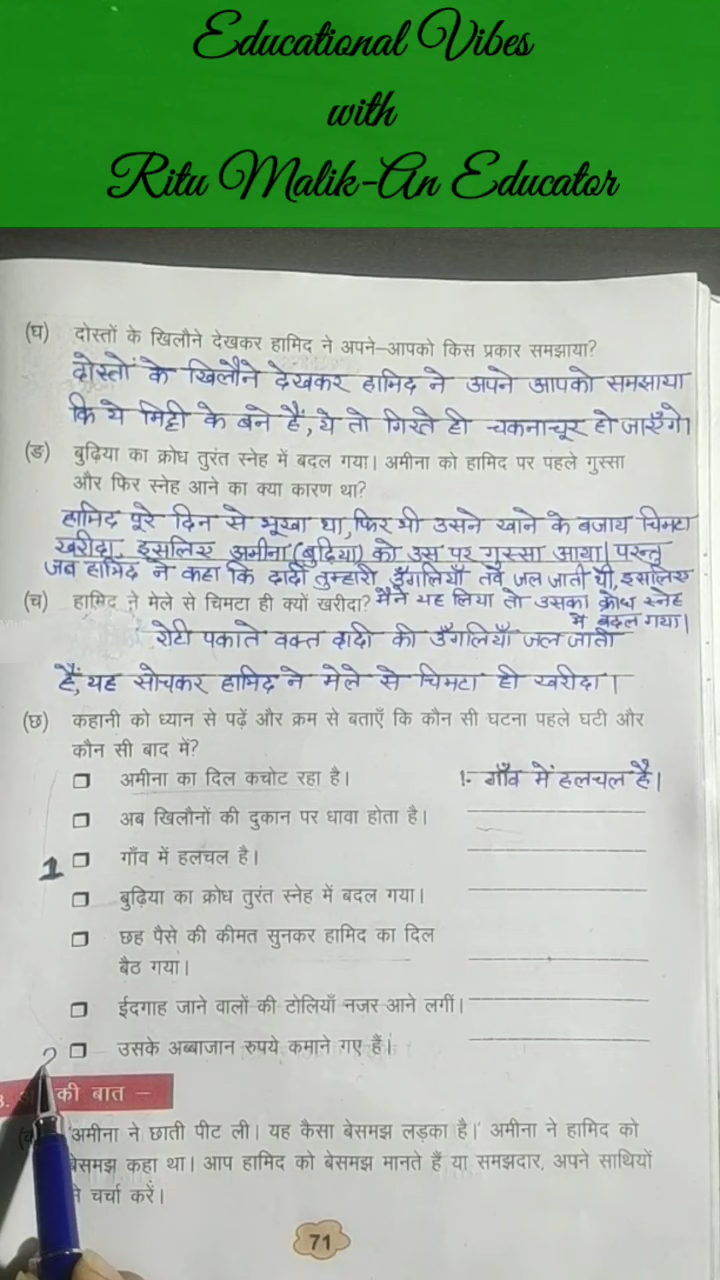 Educational Vibes
with
Ritu Malik-An Educator
(घ) दोस्तों के खिलौने देखकर हामिद ने अपने-आपको किस प्रकार समझाया?
दोस्तों के खिलौने देखकर हामिद ने अपने आपको समझाया
कि ये मिट्टी के बने हैं, ये तो गिरते ही चकनाचूर हो जाएँगे।
(ङ) बुढ़िया का क्रोध तुरंत स्नेह में बदल गया। अमीना को हामिद पर पहले गुस्सा
और फिर स्नेह आने का क्या कारण था?
हामिद पूरे दिन से भूखा था, फिर भी उसने खाने के बजाय चिमटा
खरीदा, इसलिए अमीना (बुढ़िया) को उस पर गुस्सा आया। परन्तु
जब हामिद ने कहा कि दादी तुम्हारी उँगलियाँ तवे जल जाती थी, इसलिए
(च) हामिद ने मेले से चिमटा ही क्यों खरीदा? मैंने यह लिया तो उसका क्रोध स्नेह
में बदल गया।
रोटी पकाते वक्त दादी की उँगलियाँ जल जाती
हैं, यह सोचकर हामिद ने मेले से चिमटा ही खरीदा।
(छ) कहानी को ध्यान से पढ़ें और क्रम से बताएँ कि कौन सी घटना पहले घटी और
कौन सी बाद में?
अमीना का दिल कचोट रहा है। 1- गाँव में हलचल है।
अब खिलौनों की दुकान पर धावा होता है।
1 गाँव में हलचल है।
बुढ़िया का क्रोध तुरंत स्नेह में बदल गया।
छह पैसे की कीमत सुनकर हामिद का दिल
बैठ गया।
ईदगाह जाने वालों की टोलियाँ नजर आने लगीं।
2 उसके अब्बाजान रुपये कमाने गए हैं।
3. की बात –
'अमीना ने छाती पीट ली। यह कैसा बेसमझ लड़का है।' अमीना ने हामिद को
बेसमझ कहा था। आप हामिद को बेसमझ मानते हैं या समझदार, अपने साथियों
से चर्चा करें।
71